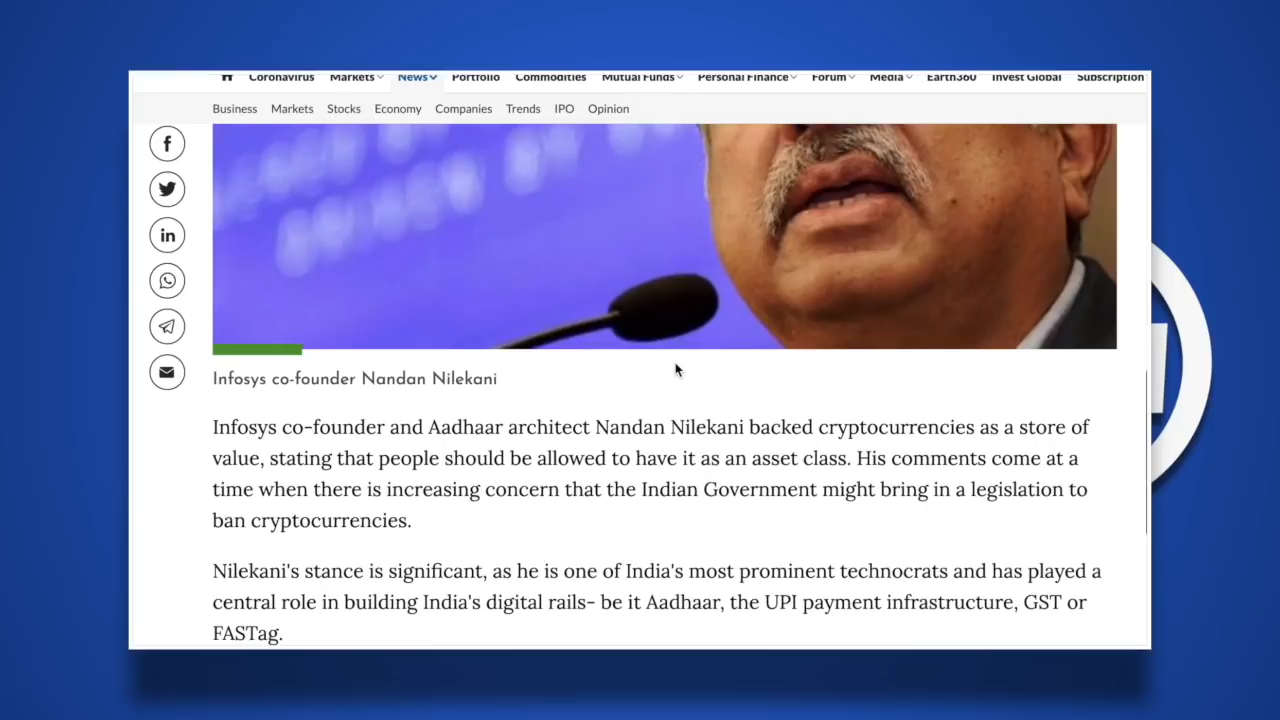 Coronavirus Markets News Portfolio Commodities Mutual Funds Personal Finance Forum Media Earth360 Invest Global Subscription
Business Markets Stocks Economy Companies Trends IPO Opinion
Infosys co-founder Nandan Nilekani
Infosys co-founder and Aadhaar architect Nandan Nilekani backed cryptocurrencies as a store of
value, stating that people should be allowed to have it as an asset class. His comments come at a
time when there is increasing concern that the Indian Government might bring in a legislation to
ban cryptocurrencies.
Nilekani's stance is significant, as he is one of India's most prominent technocrats and has played a
central role in building India's digital rails- be it Aadhaar, the UPI payment infrastructure, GST or
FASTag.